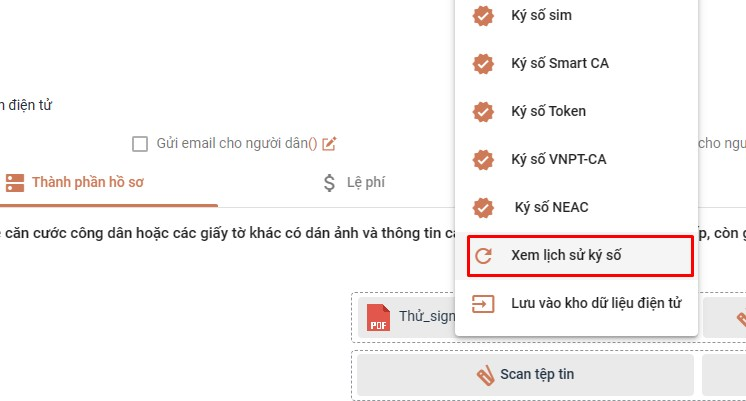 Ký số sim
Ký số Smart CA
điện tử
Ký số Token
Gửi email cho người dân()
Ký số VNPT-CA
cho ngu
Thành phần hồ sơ
Lệ phí
Ký số NEAC
căn cước công dân hoặc các giấy tờ khác có dán ảnh và thông tin
, còn
Xem lịch sử ký số
Lưu vào kho dữ liệu điện tử
PDF
Thử_sign
Scan tệp tin